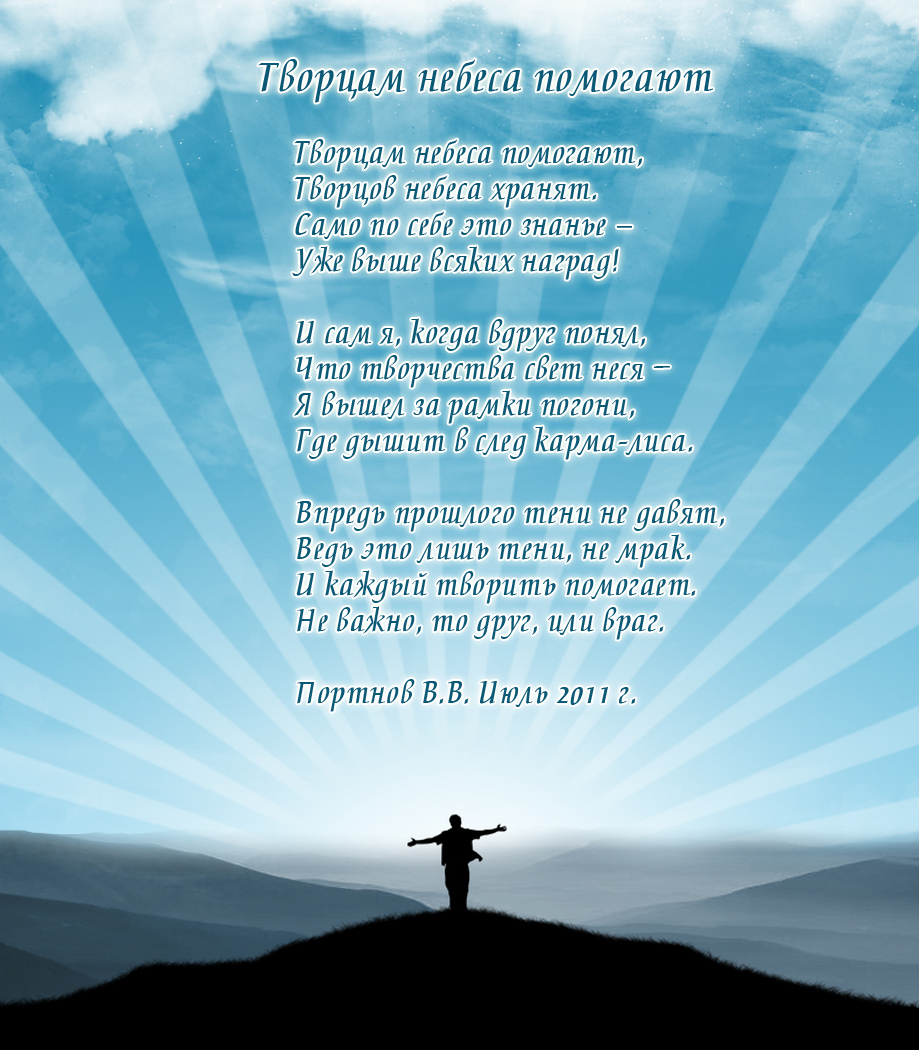 Творцам небеса помогают
Творцам небеса помогают,
Творцов небеса хранят.
Само по себе это знанье –
Уже выше всяких наград!
И сам я, когда вдруг понял,
Что творчества свет неся –
Я вышел за рамки погони,
Где дышит в след карма-лиса.
Впредь прошлого тени не давят,
Ведь это лишь тени, не мрак.
И каждый творить помогает.
Не важно, то друг, цли враг.
Портнов В.В. Июль 2011 г.